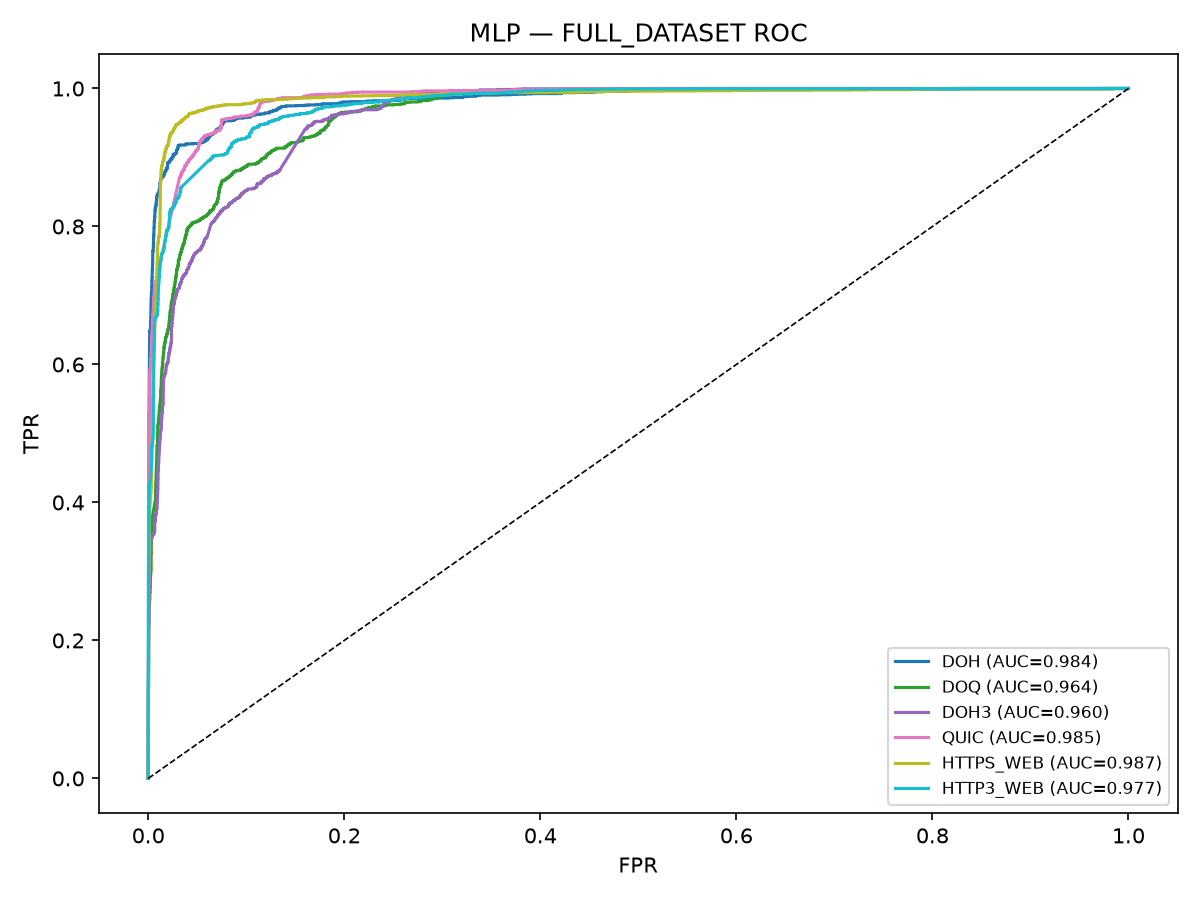 MLP — FULL_DATASET ROC
1.0
0.8
0.6
0.4
0.2
0.0
TPR
0.0 0.2 0.4 0.6 0.8 1.0
FPR
DOH (AUC=0.984)
DOQ (AUC=0.964)
DOH3 (AUC=0.960)
QUIC (AUC=0.985)
HTTPS_WEB (AUC=0.987)
HTTP3_WEB (AUC=0.977)